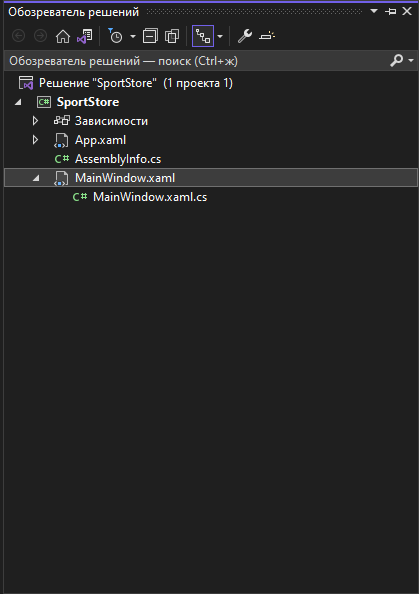 Обозреватель решений
Обозреватель решений — поиск (Ctrl+ж)
Решение "SportStore" (1 проекта 1)
C# SportStore
Зависимости
App.xaml
C# AssemblyInfo.cs
MainWindow.xaml
C# MainWindow.xaml.cs